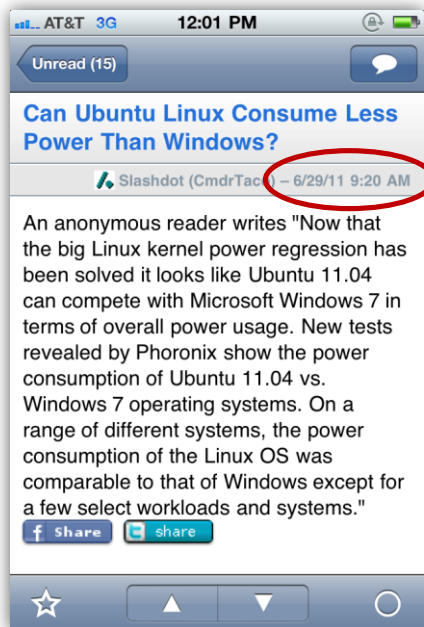 AT&T 3G 12:01 PM
Unread (15)
Can Ubuntu Linux Consume Less
Power Than Windows?
Slashdot (CmdrTaco) – 6/29/11 9:20 AM
An anonymous reader writes "Now that
the big Linux kernel power regression has
been solved it looks like Ubuntu 11.04
can compete with Microsoft Windows 7 in
terms of overall power usage. New tests
revealed by Phoronix show the power
consumption of Ubuntu 11.04 vs.
Windows 7 operating systems. On a
range of different systems, the power
consumption of the Linux OS was
comparable to that of Windows except for
a few select workloads and systems."
f Share t share